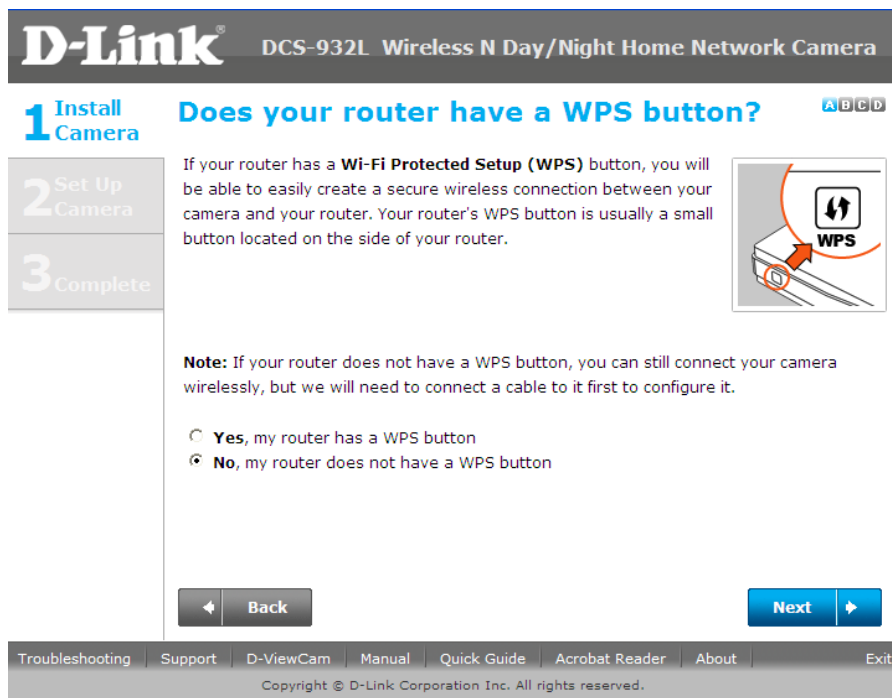 D-Link® DCS-932L Wireless N Day/Night Home Network Camera
1 Install
Camera
2 Set Up
Camera
3 Complete
Does your router have a WPS button?
A B C D
If your router has a Wi-Fi Protected Setup (WPS) button, you will
be able to easily create a secure wireless connection between your
camera and your router. Your router's WPS button is usually a small
button located on the side of your router.
WPS
Note: If your router does not have a WPS button, you can still connect your camera
wirelessly, but we will need to connect a cable to it first to configure it.
Yes, my router has a WPS button
No, my router does not have a WPS button
Back
Next
Troubleshooting Support D-ViewCam Manual Quick Guide Acrobat Reader About Exit
Copyright © D-Link Corporation Inc. All rights reserved.